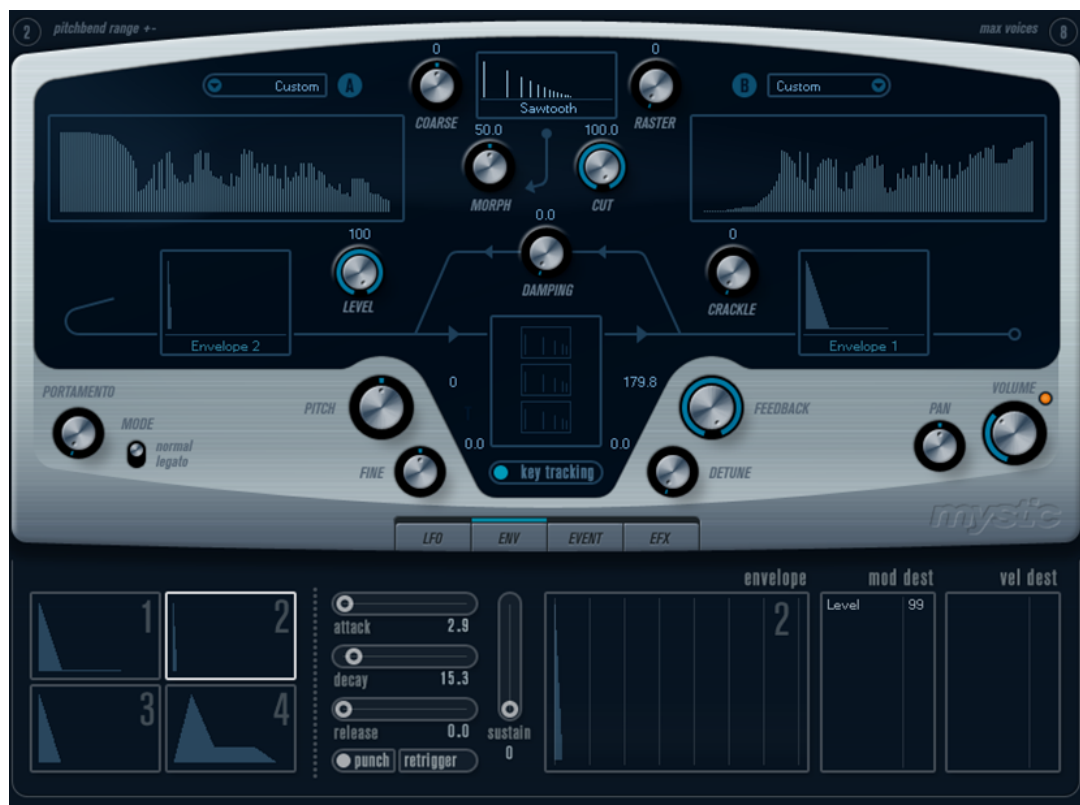 2 pitchbend range +-
max voices 8
0
0
Custom A
B Custom
Sawtooth
COARSE
RASTER
50.0
100.0
MORPH
CUT
0.0
100
0
DAMPING
LEVEL
CRACKLE
Envelope 2
Envelope 1
PORTAMENTO
0
179.8
VOLUME
PITCH
FEEDBACK
PAN
MODE
normal
legato
0.0
0.0
FINE
key tracking
DETUNE
mystic
LFO ENV EVENT EFX
envelope
mod dest
vel dest
1
2
3
4
attack 2.9
decay 15.3
release 0.0
sustain
0
punch
retrigger
2
Level 99